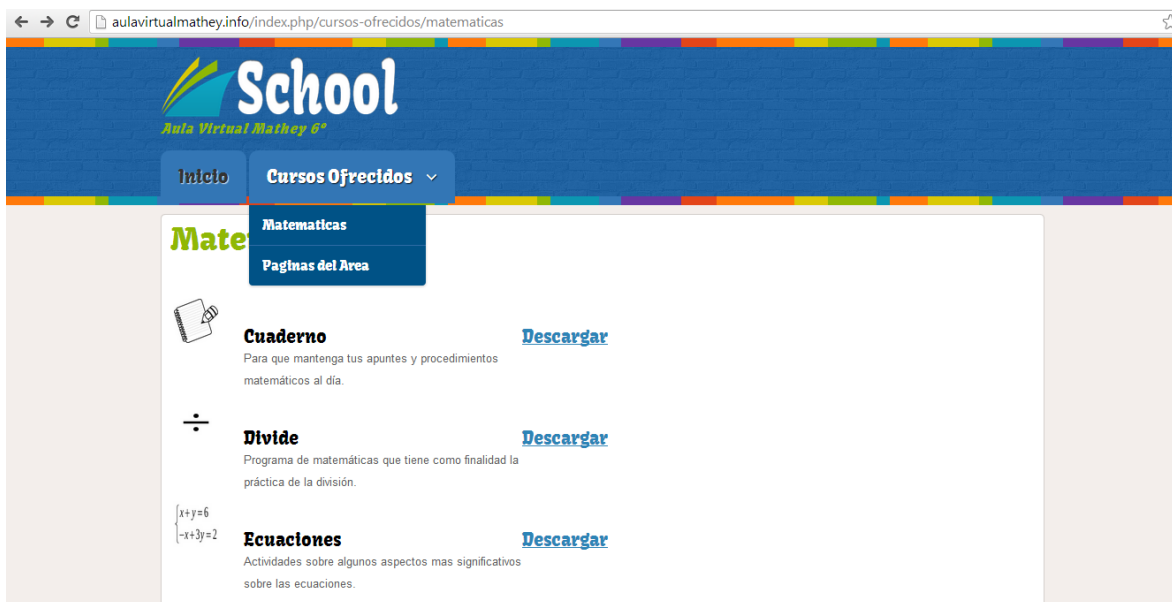 aulavirtualmathey.info/index.php/cursos-ofrecidos/matematicas
School
Aula Virtual Mathey 6°
Inicio
Cursos Ofrecidos
Matematicas
Paginas del Area
Mate
Cuaderno
Descargar
Para que mantenga tus apuntes y procedimientos
matemáticos al día.
÷
Divide
Descargar
Programa de matemáticas que tiene como finalidad la
práctica de la división.
x+y=6
-x+3y=2
Ecuaciones
Descargar
Actividades sobre algunos aspectos mas significativos
sobre las ecuaciones.